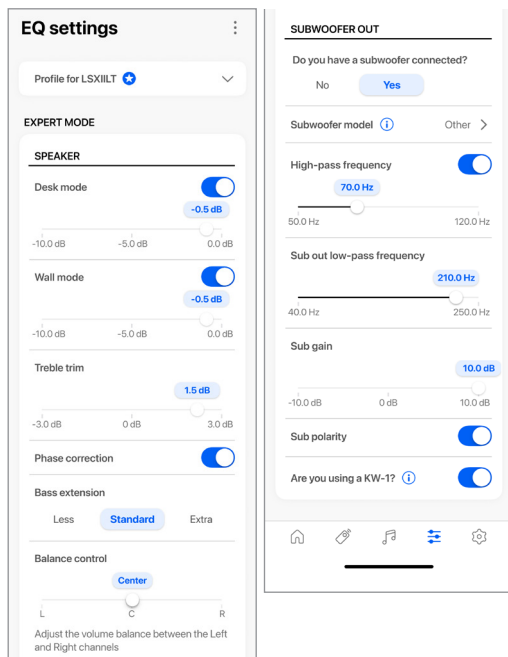 EQ settings
Profile for LSXIILT
EXPERT MODE
SPEAKER
Desk mode
-0.5 dB
-10.0 dB -5.0 dB 0.0 dB
Wall mode
-0.5 dB
-10.0 dB -5.0 dB 0.0 dB
Treble trim
1.5 dB
-3.0 dB 0 dB 3.0 dB
Phase correction
Bass extension
Less Standard Extra
Balance control
Center
L C R
Adjust the volume balance between the Left
and Right channels
SUBWOOFER OUT
Do you have a subwoofer connected?
No Yes
Subwoofer model i Other
High-pass frequency
70.0 Hz
50.0 Hz 120.0 Hz
Sub out low-pass frequency
210.0 Hz
40.0 Hz 250.0 Hz
Sub gain
10.0 dB
-10.0 dB 0 dB 10.0 dB
Sub polarity
Are you using a KW-1? i